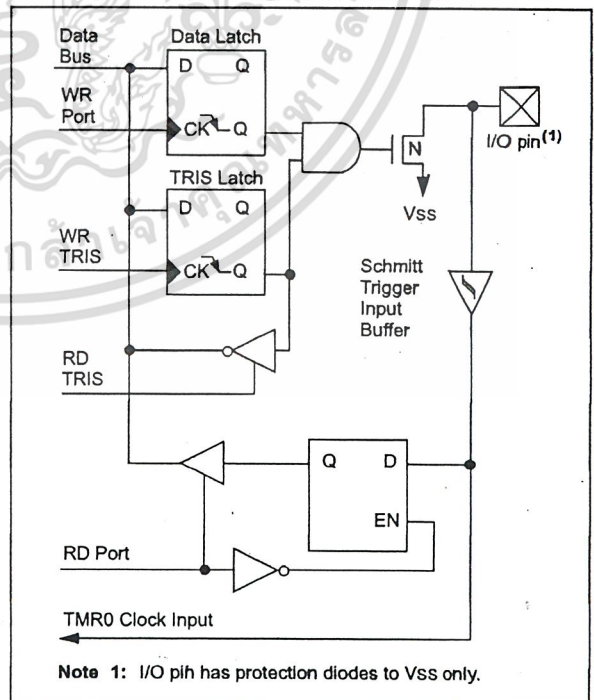 Data Bus
Data Latch
D Q
WR Port
CK Q
N
I/O pin(1)
Vss
TRIS Latch
D Q
WR TRIS
CK Q
Schmitt Trigger Input Buffer
RD TRIS
Q D
EN
RD Port
TMR0 Clock Input
Note 1: I/O pih has protection diodes to Vss only.